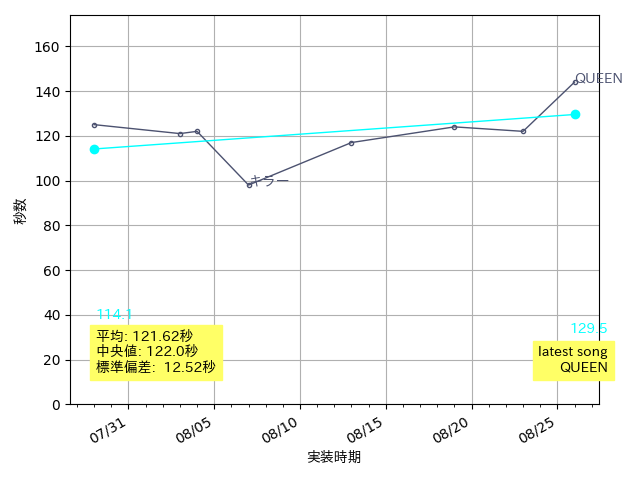 160
140
120
100
80
60
40
20
0
秒数
QUEEN
キラー
114.1
129.5
平均: 121.62秒
中央値: 122.0秒
標準偏差: 12.52秒
latest song
QUEEN
07/31
08/05
08/10
08/15
08/20
08/25
実装時期